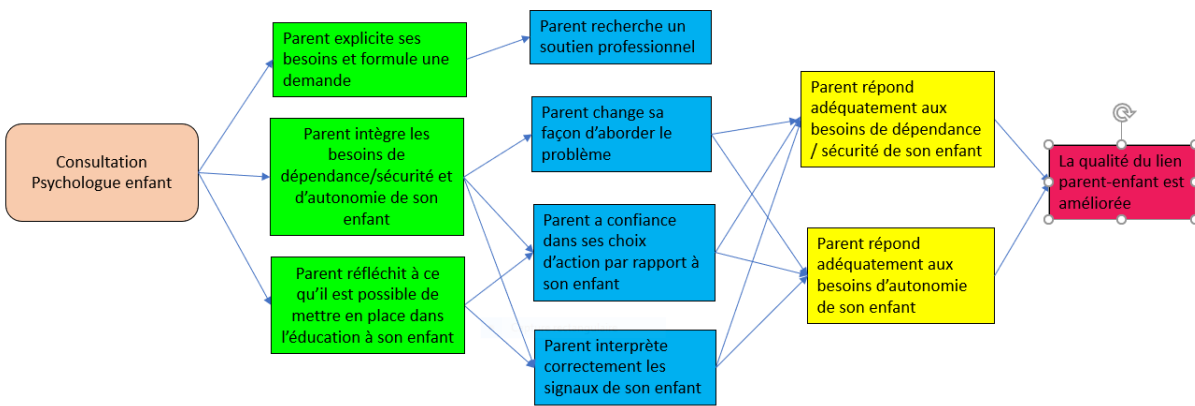 Consultation
Psychologue enfant
Parent explicite ses
besoins et formule une
demande
Parent intègre les
besoins de
dépendance/sécurité et
d'autonomie de son
enfant
Parent réfléchit à ce
qu'il est possible de
mettre en place dans
l'éducation à son enfant
Parent recherche un
soutien professionnel
Parent change sa
façon d'aborder le
problème
Parent a confiance
dans ses choix
d'action par rapport à
son enfant
Parent interprète
correctement les
signaux de son enfant
Parent répond
adéquatement aux
besoins de dépendance
/ sécurité de son enfant
Parent répond
adéquatement aux
besoins d'autonomie
de son enfant
La qualité du lien
parent-enfant est
améliorée